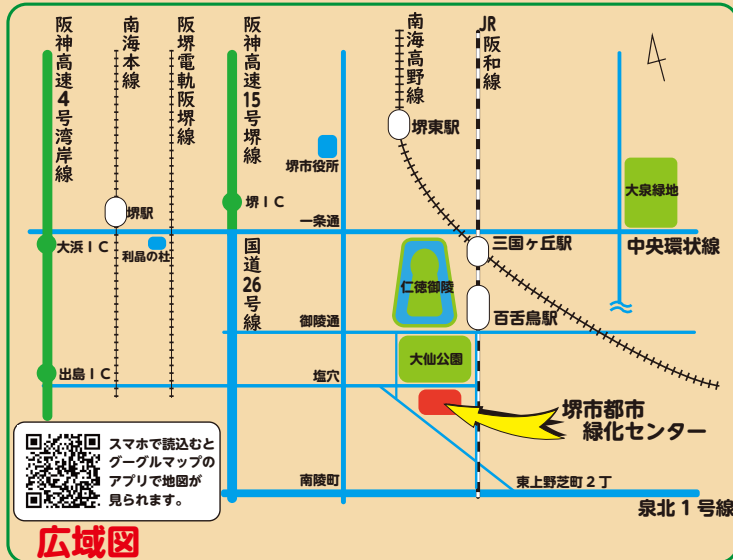 阪神高速4号湾岸線
南海本線
阪堺電軌阪堺線
阪神高速15号堺線
南海高野線
JR阪和線
堺東駅
堺市役所
大泉緑地
堺駅
堺IC
一条通
大浜IC
利晶の杜
国道26号線
三国ヶ丘駅
中央環状線
仁徳御陵
御陵通
百舌鳥駅
大仙公園
出島IC
塩穴
堺市都市
緑化センター
スマホで読込むと
グーグルマップの
アプリで地図が
見られます。
南陵町
東上野芝町2丁
泉北1号線
広域図